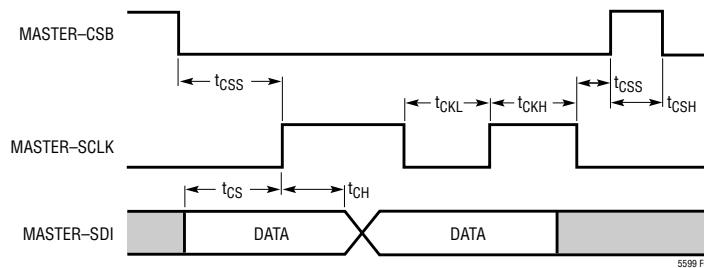 MASTER–CSB
tCSS
tCSS
tCKL
tCKH
tCSH
MASTER–SCLK
tCS
tCH
MASTER–SDI
DATA
DATA
5599 F